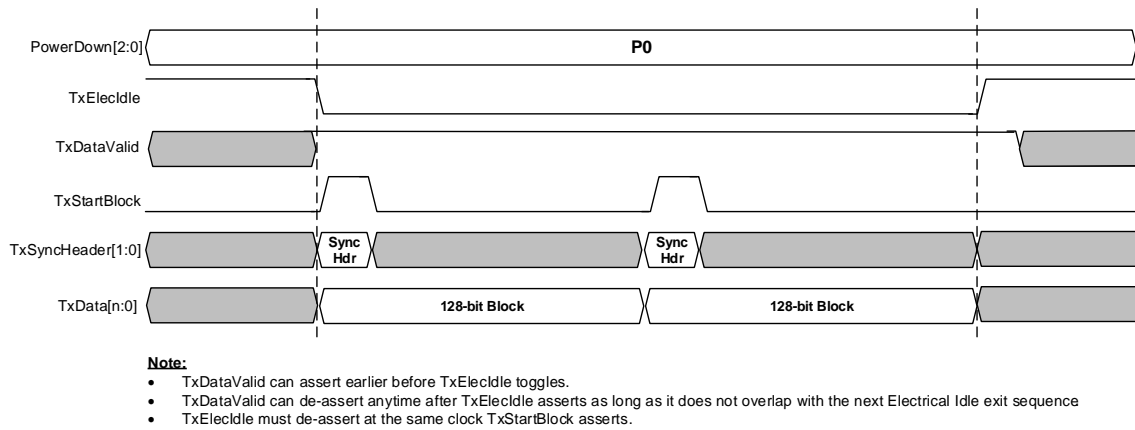 PowerDown[2:0]
P0
TxElecIdle
TxDataValid
TxStartBlock
TxSyncHeader[1:0]
Sync
Hdr
Sync
Hdr
TxData[n:0]
128-bit Block
128-bit Block
Note:
• TxDataValid can assert earlier before TxElecIdle toggles.
• TxDataValid can de-assert anytime after TxElecIdle asserts as long as it does not overlap with the next Electrical Idle exit sequence
• TxElecIdle must de-assert at the same clock TxStartBlock asserts.